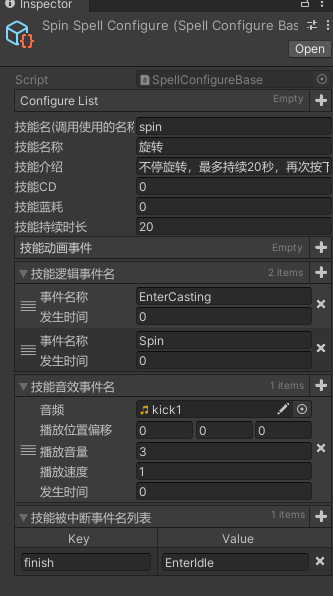 Inspector
Spin Spell Configure (Spell Configure Bas
Open
Script SpellConfigureBase
Configure List Empty
技能名(调用使用的名称 spin
技能名称 旋转
技能介绍 不停旋转，最多持续20秒，再次按下
技能CD 0
技能蓝耗 0
技能持续时长 20
技能动画事件 Empty
技能逻辑事件名 2 items
事件名称 EnterCasting
发生时间 0
事件名称 Spin
发生时间 0
技能音效事件名 1 items
音频 kick1
播放位置偏移 0 0 0
播放音量 3
播放速度 1
发生时间 0
技能被中断事件名列表 1 items
Key Value
finish EnterIdle